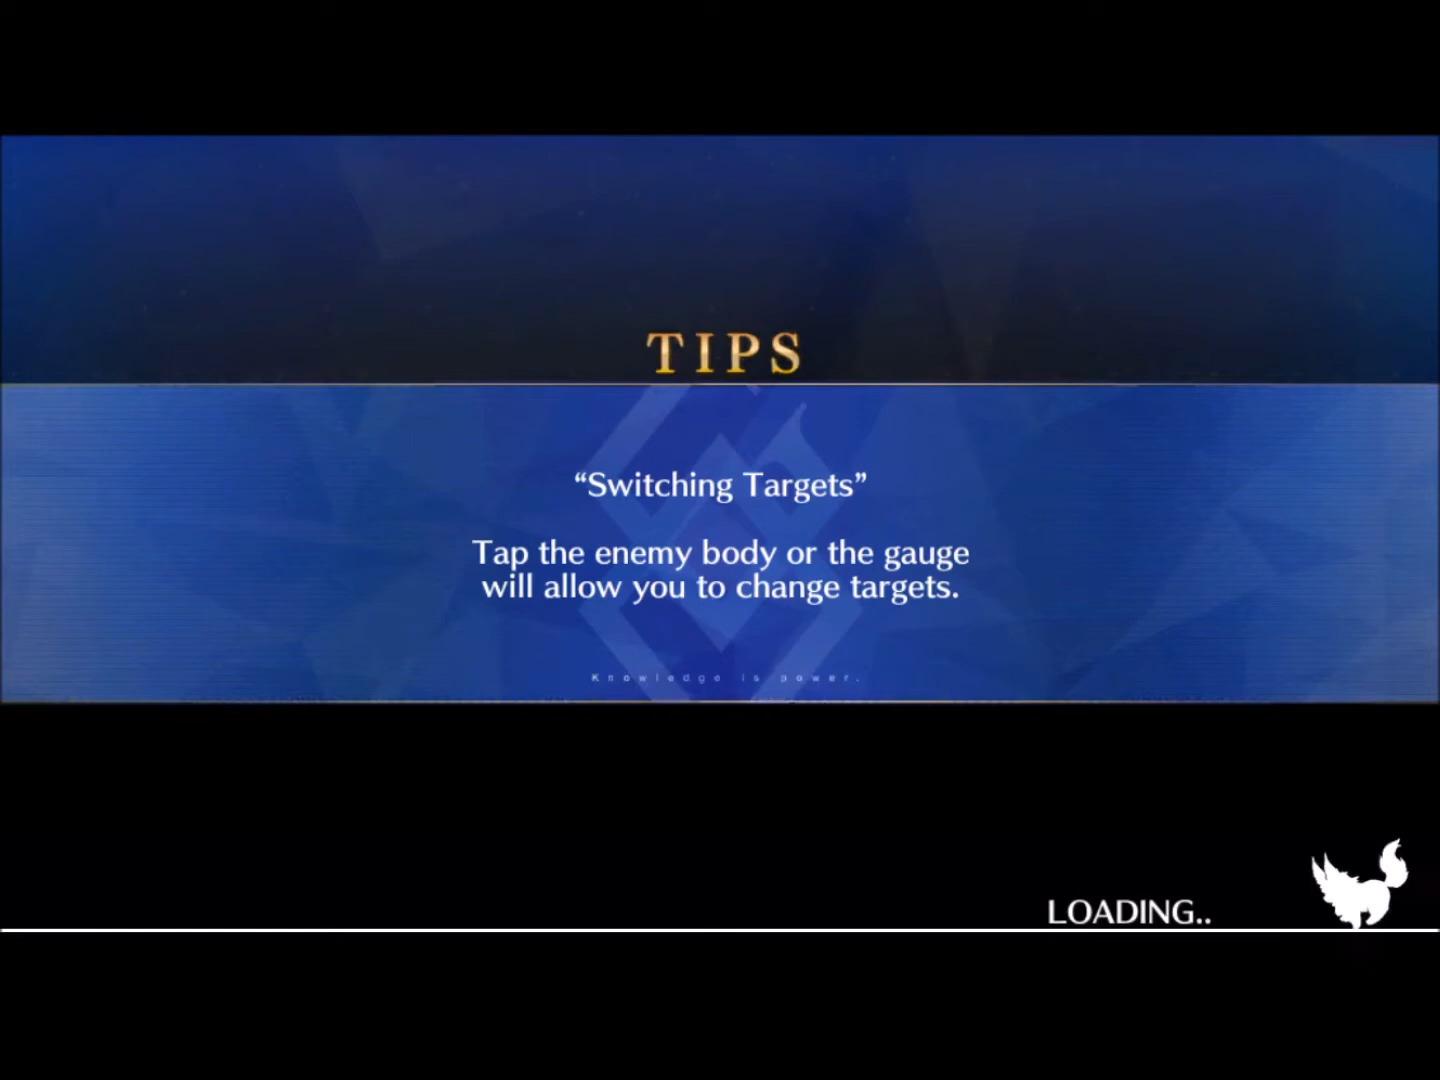 TIPS
“Switching Targets”
Tap the enemy body or the gauge
will allow you to change targets.
Knowledge is power.
LOADING..